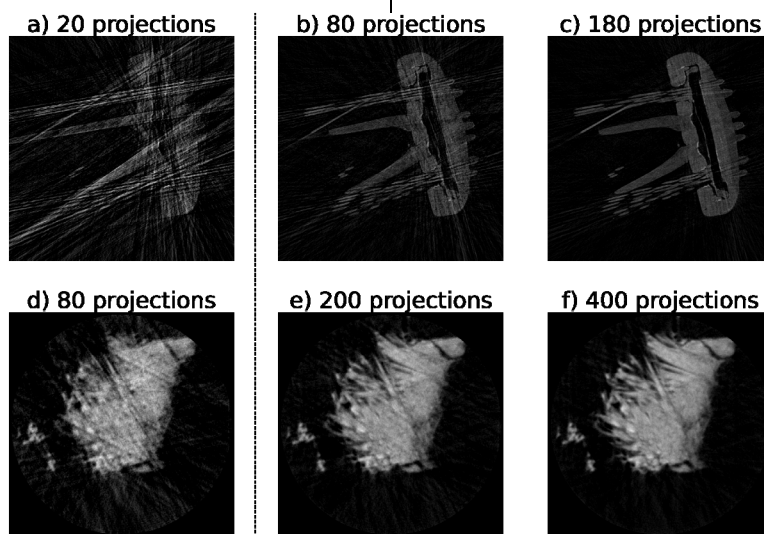 a) 20 projections
b) 80 projections
c) 180 projections
d) 80 projections
e) 200 projections
f) 400 projections